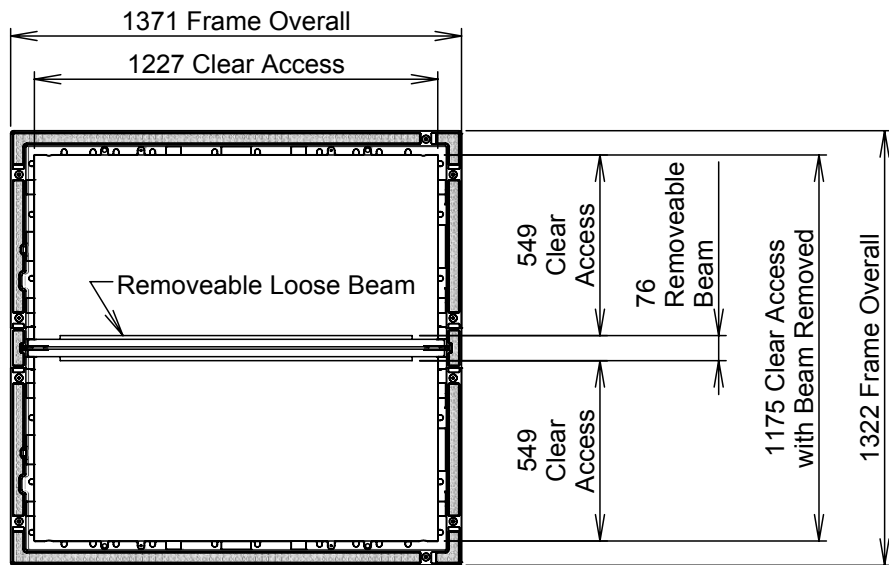 1371 Frame Overall
1227 Clear Access
Removeable Loose Beam
549
Clear
Access
76
Removeable
Beam
549
Clear
Access
1175 Clear Access
with Beam Removed
1322 Frame Overall